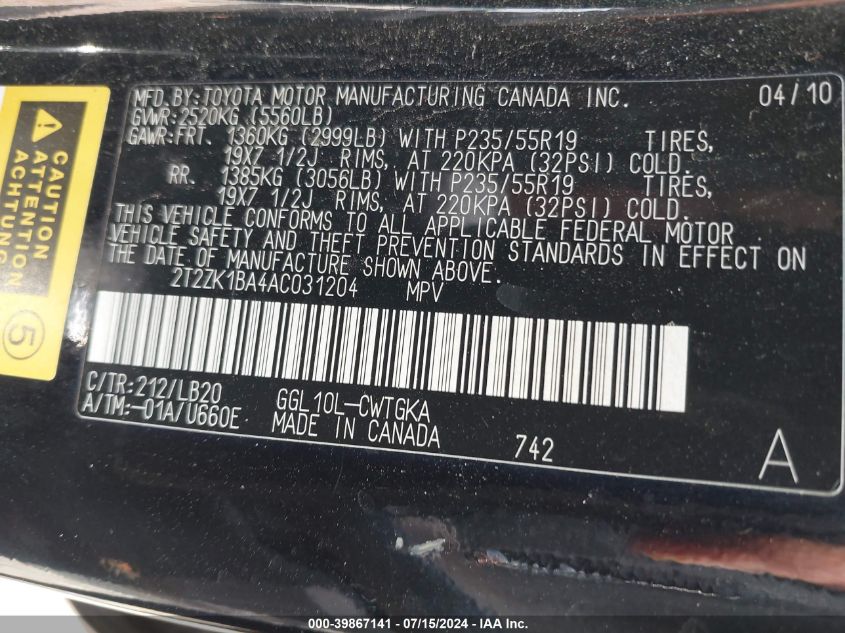 MFD.BY:TOYOTA MOTOR MANUFACTURING CANADA INC. 04/10
GVWR:2520KG (5560LB)
GAWR:FRT. 1360KG (2999LB) WITH P235/55R19 TIRES,
19X7 1/2J RIMS, AT 220KPA (32PSI) COLD.
RR. 1385KG (3056LB) WITH P235/55R19 TIRES,
19X7 1/2J RIMS, AT 220KPA (32PSI) COLD.
THIS VEHICLE CONFORMS TO ALL APPLICABLE FEDERAL MOTOR
VEHICLE SAFETY AND THEFT PREVENTION STANDARDS IN EFFECT ON
THE DATE OF MANUFACTURE SHOWN ABOVE.
2T2ZK1BA4AC031204 MPV
C/TR:212/LB20 GGL10L-CWTGKA
A/TM:-01A/U660E MADE IN CANADA 742 A
CAUTION
ATTENTION
ACHTUNG
5
000-39867141 - 07/15/2024 - IAA Inc.